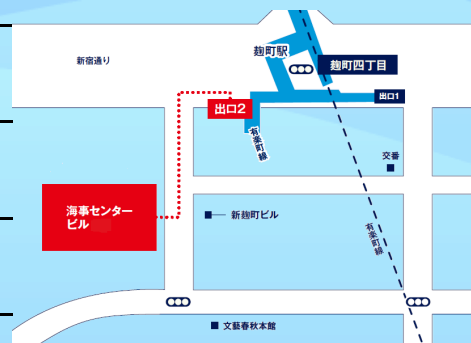 新宿通り
麹町駅
麹町四丁目
出口1
出口2
有楽町線
交番
海事センター
ビル
新麹町ビル
有楽町線
文藝春秋本館